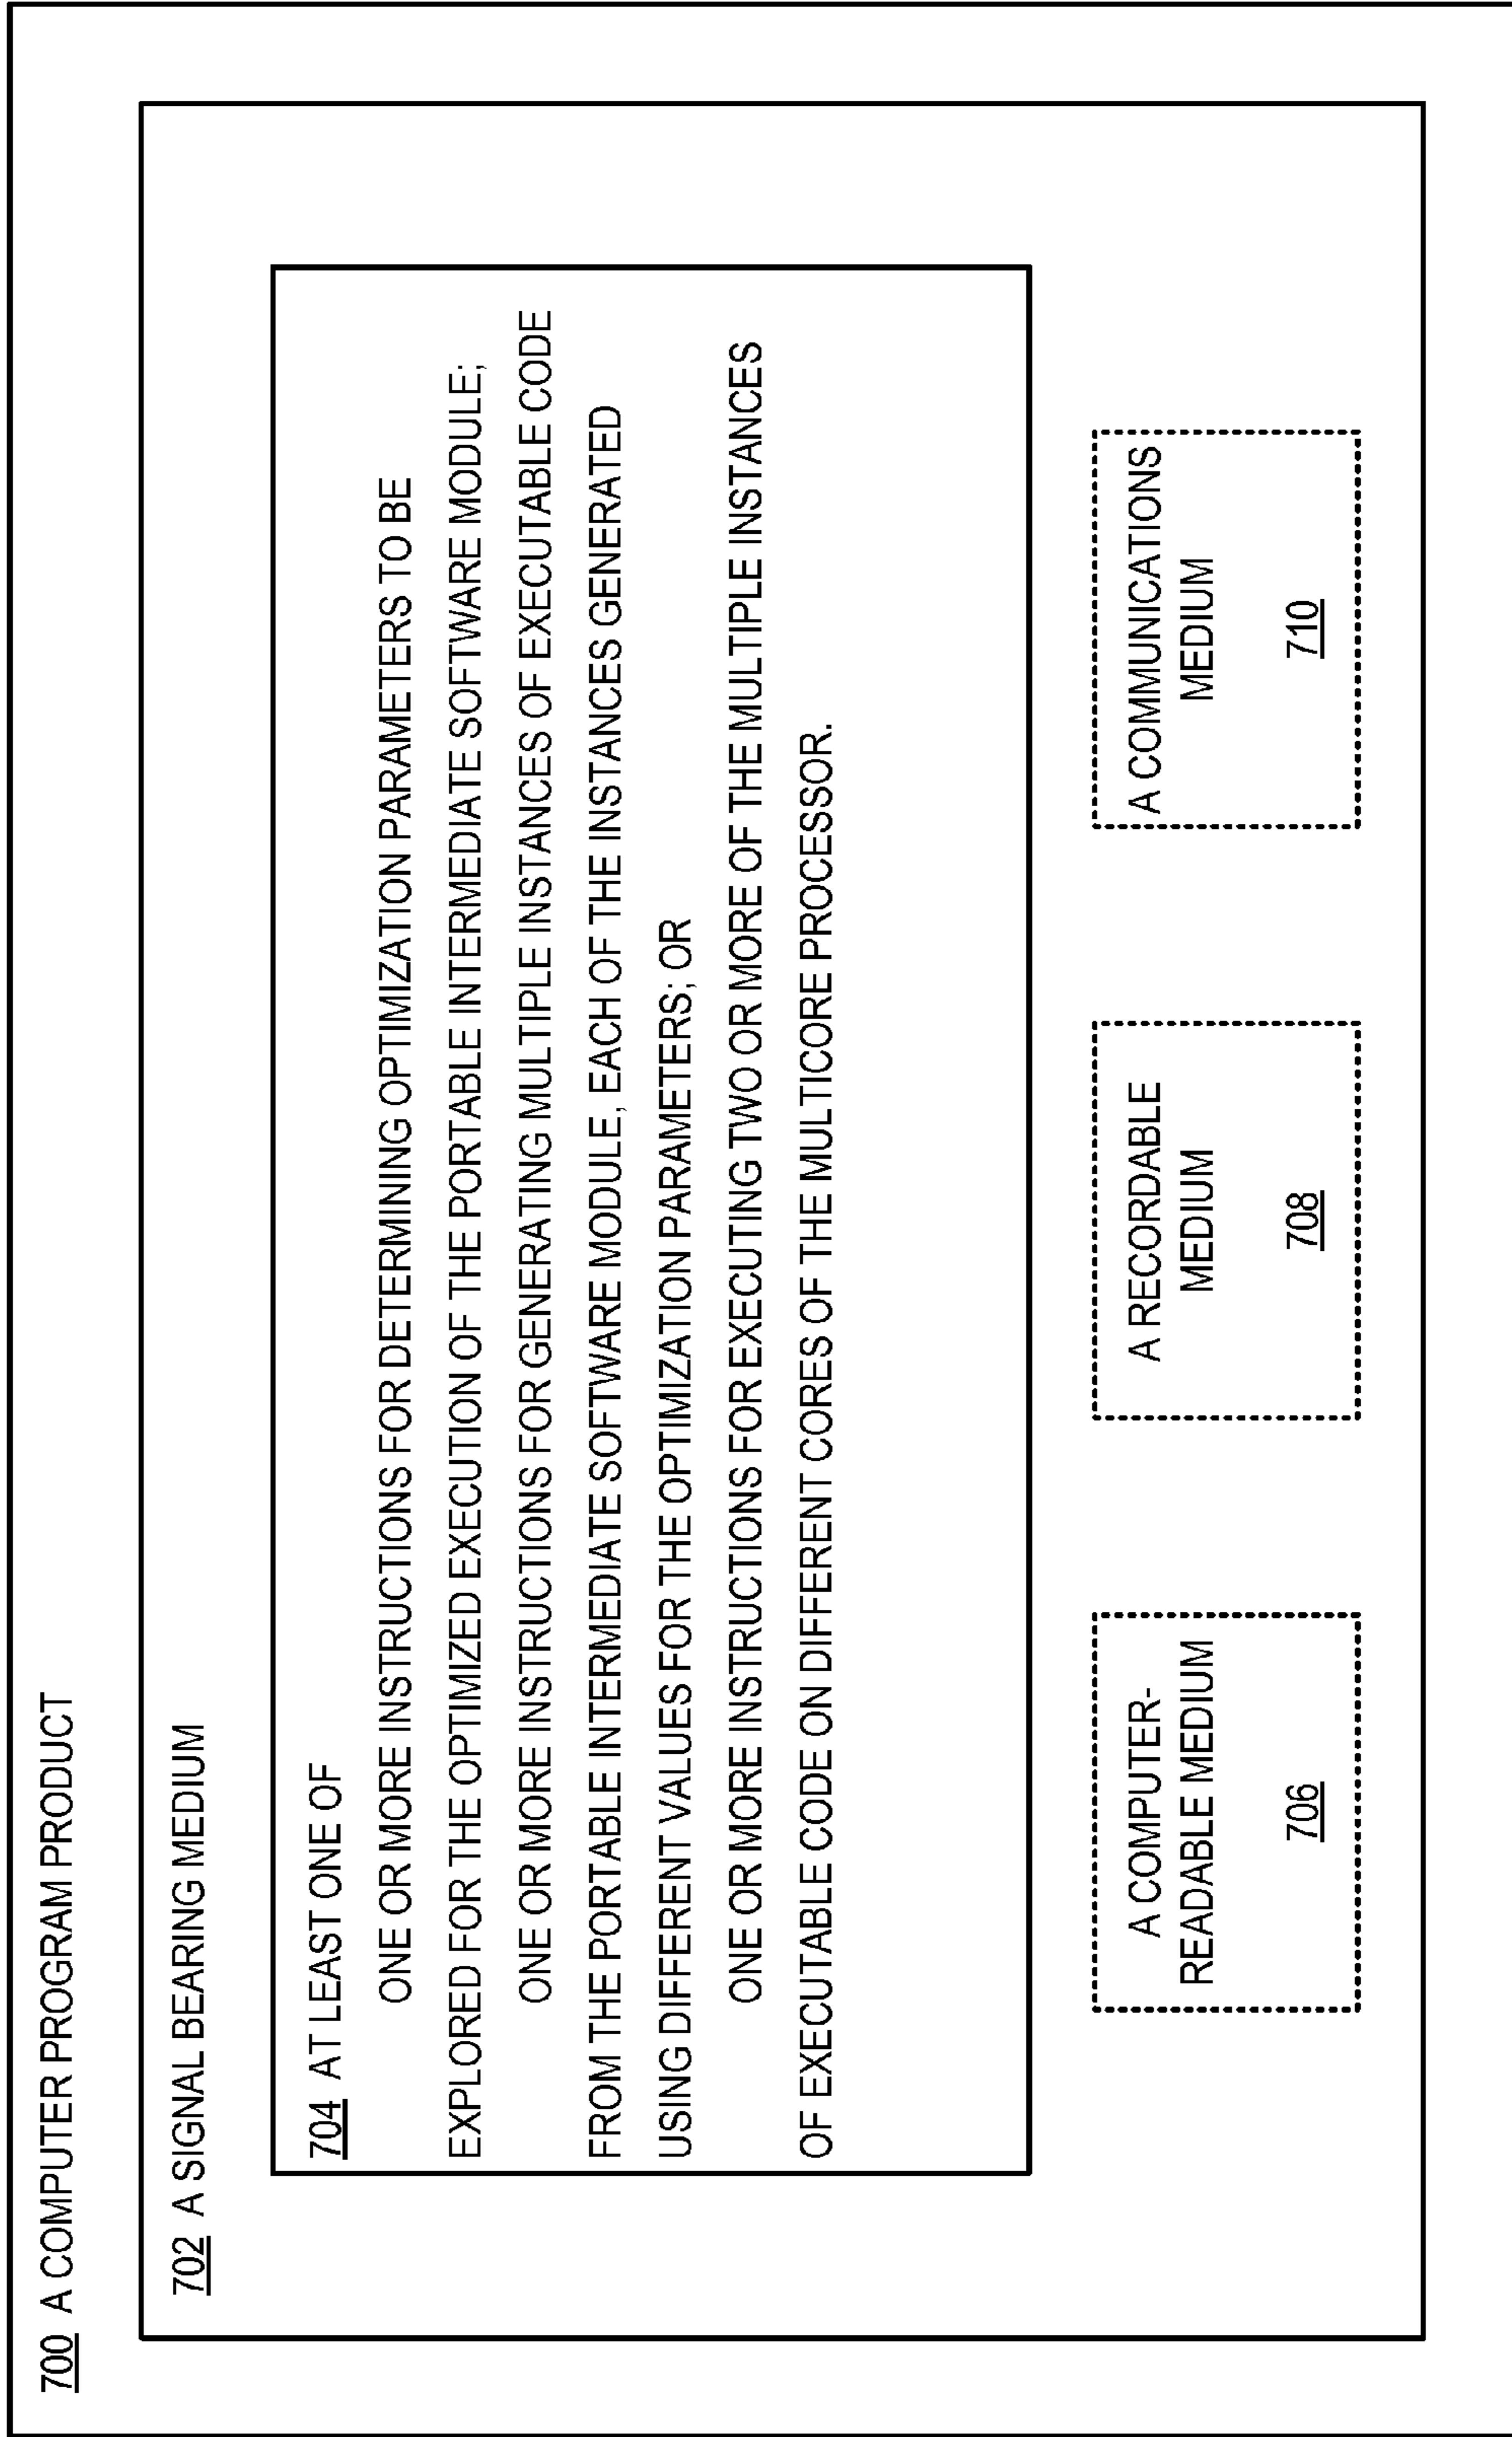 700 A COMPUTER PROGRAM PRODUCT
702 A SIGNAL BEARING MEDIUM
704 AT LEAST ONE OF
ONE OR MORE INSTRUCTIONS FOR DETERMINING OPTIMIZATION PARAMETERS TO BE
EXPLORED FOR THE OPTIMIZED EXECUTION OF THE PORTABLE INTERMEDIATE SOFTWARE MODULE;
ONE OR MORE INSTRUCTIONS FOR GENERATING MULTIPLE INSTANCES OF EXECUTABLE CODE
FROM THE PORTABLE INTERMEDIATE SOFTWARE MODULE, EACH OF THE INSTANCES GENERATED
USING DIFFERENT VALUES FOR THE OPTIMIZATION PARAMETERS; OR
ONE OR MORE INSTRUCTIONS FOR EXECUTING TWO OR MORE OF THE MULTIPLE INSTANCES
OF EXECUTABLE CODE ON DIFFERENT CORES OF THE MULTICORE PROCESSOR.
A COMPUTER-
READABLE MEDIUM
706
A RECORDABLE
MEDIUM
708
A COMMUNICATIONS
MEDIUM
710